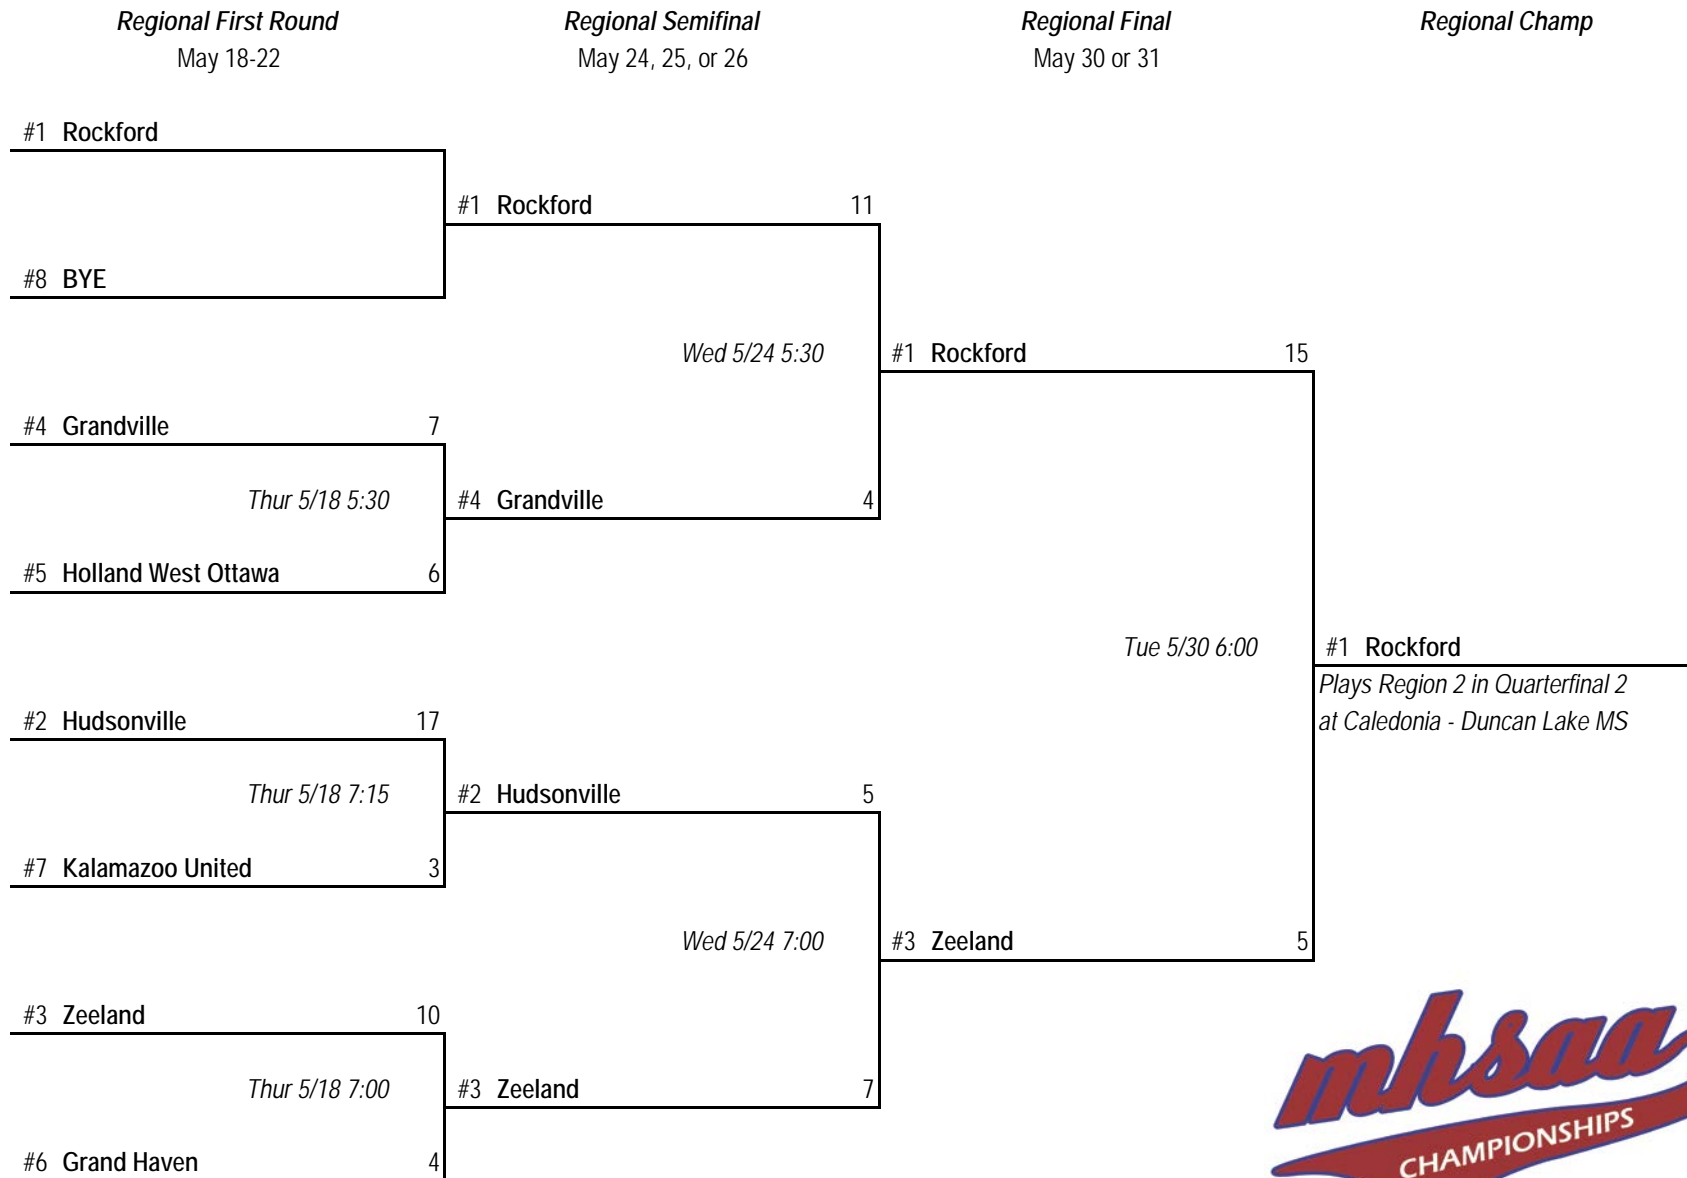 Regional First Round Regional Semifinal Regional Final Regional Champ
May 18-22 May 24, 25, or 26 May 30 or 31
#1 Rockford
#1 Rockford 11
#8 BYE
Wed 5/24 5:30 #1 Rockford 15
#4 Grandville 7
Thur 5/18 5:30 #4 Grandville 4
#5 Holland West Ottawa 6
Tue 5/30 6:00 #1 Rockford
Plays Region 2 in Quarterfinal 2
#2 Hudsonville 17 at Caledonia - Duncan Lake MS
Thur 5/18 7:15 #2 Hudsonville 5
#7 Kalamazoo United 3
Wed 5/24 7:00 #3 Zeeland 5
#3 Zeeland 10
Thur 5/18 7:00 #3 Zeeland 7
#6 Grand Haven 4
mhsaa
CHAMPIONSHIPS